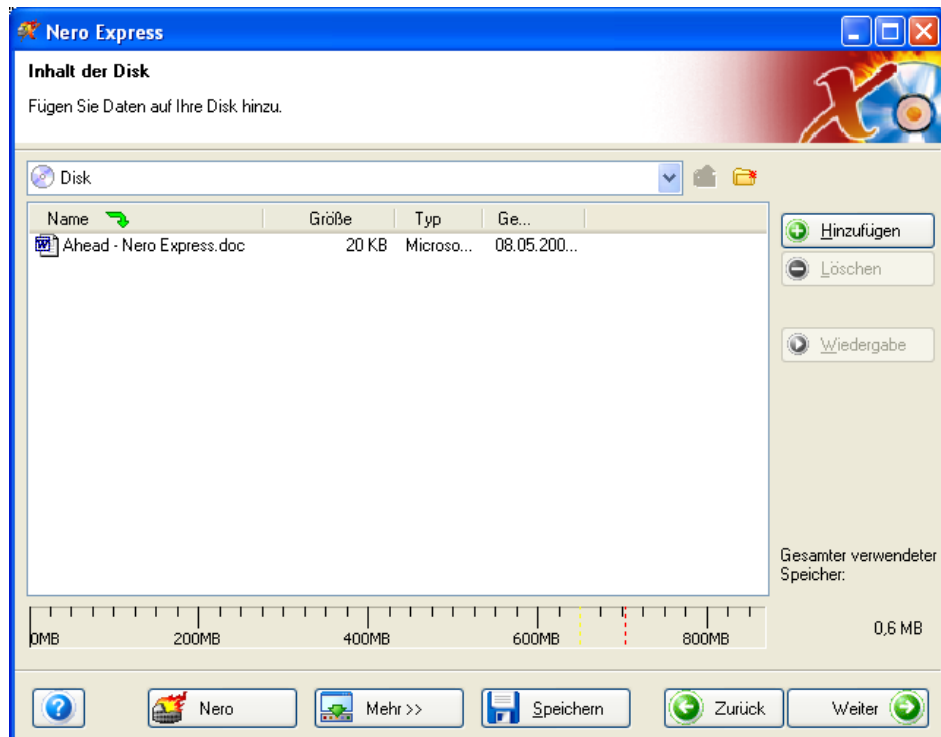 Nero Express
Inhalt der Disk
Fügen Sie Daten auf Ihre Disk hinzu.
Disk
Name Größe Typ Ge...
Ahead - Nero Express.doc 20 KB Microso... 08.05.200...
Hinzufügen
Löschen
Wiedergabe
Gesamter verwendeter
Speicher:
0MB 200MB 400MB 600MB 800MB
0,6 MB
Nero Mehr >> Speichern Zurück Weiter